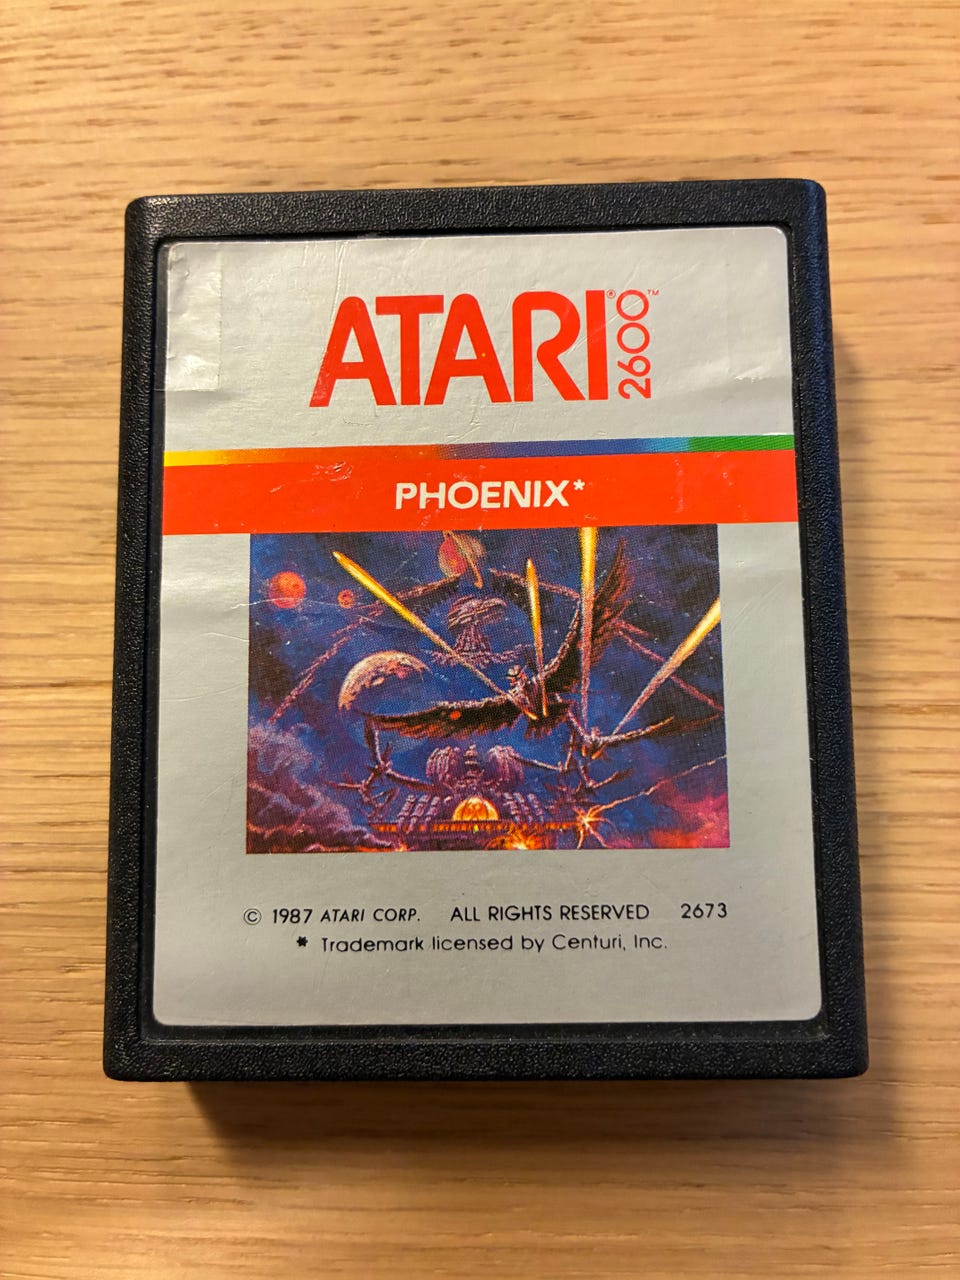 ATARI® 2600™
PHOENIX*
© 1987 ATARI CORP. ALL RIGHTS RESERVED 2673
* Trademark licensed by Centuri, Inc.